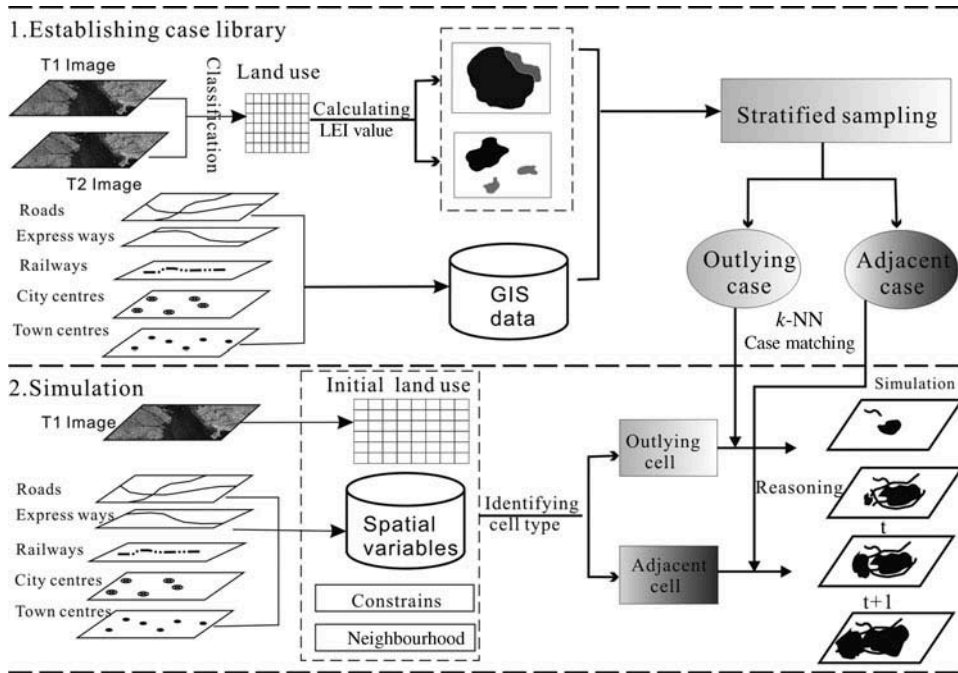 1.Establishing case library
T1 Image
T2 Image
Classification
Land use
Calculating
LEI value
Roads
Express ways
Railways
City centres
Town centres
GIS
data
Stratified sampling
Outlying
case
Adjacent
case
k-NN
Case matching
2.Simulation
T1 Image
Roads
Express ways
Railways
City centres
Town centres
Initial land use
Spatial
variables
Constrains
Neighbourhood
Identifying
cell type
Outlying
cell
Adjacent
cell
Reasoning
Simulation
t
t+1